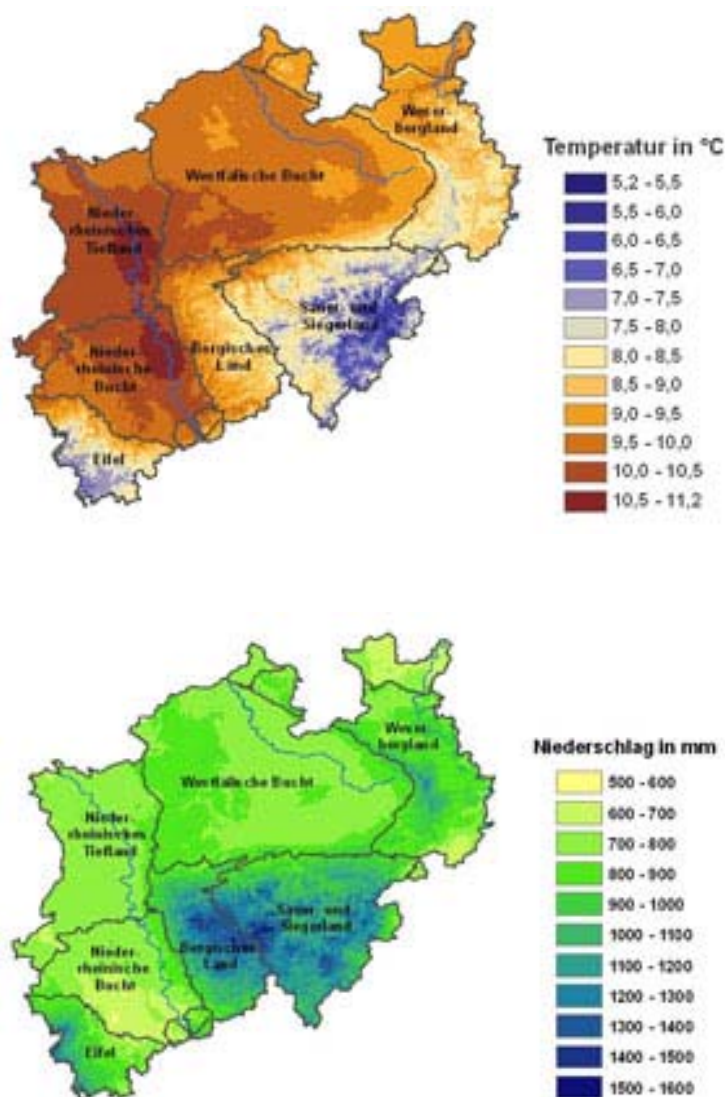 Weser-
bergland
Westfälische Bucht
Nieder-
rheinisches
Tiefland
Sauer- und
Siegerland
Nieder-
rheinische
Bucht
Bergisches
Land
Eifel
Temperatur in °C
5,2 - 5,5
5,5 - 6,0
6,0 - 6,5
6,5 - 7,0
7,0 - 7,5
7,5 - 8,0
8,0 - 8,5
8,5 - 9,0
9,0 - 9,5
9,5 - 10,0
10,0 - 10,5
10,5 - 11,2
Weser-
bergland
Westfälische Bucht
Nieder-
rheinisches
Tiefland
Sauer- und
Siegerland
Bergisches
Land
Nieder-
rheinische
Bucht
Eifel
Niederschlag in mm
500 - 600
600 - 700
700 - 800
800 - 900
900 - 1000
1000 - 1100
1100 - 1200
1200 - 1300
1300 - 1400
1400 - 1500
1500 - 1600